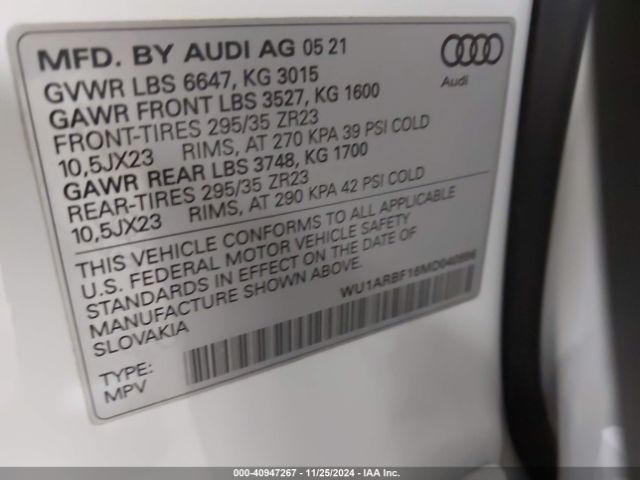 MFD. BY AUDI AG 05 21
GVWR LBS 6647, KG 3015
GAWR FRONT LBS 3527, KG 1600
FRONT-TIRES 295/35 ZR23
10,5JX23 RIMS, AT 270 KPA 39 PSI COLD
GAWR REAR LBS 3748, KG 1700
REAR-TIRES 295/35 ZR23
10,5JX23 RIMS, AT 290 KPA 42 PSI COLD
Audi
THIS VEHICLE CONFORMS TO ALL APPLICABLE
U.S. FEDERAL MOTOR VEHICLE SAFETY
STANDARDS IN EFFECT ON THE DATE OF
MANUFACTURE SHOWN ABOVE.
SLOVAKIA
TYPE:
MPV
000-40947267 - 11/25/2024 - IAA Inc.